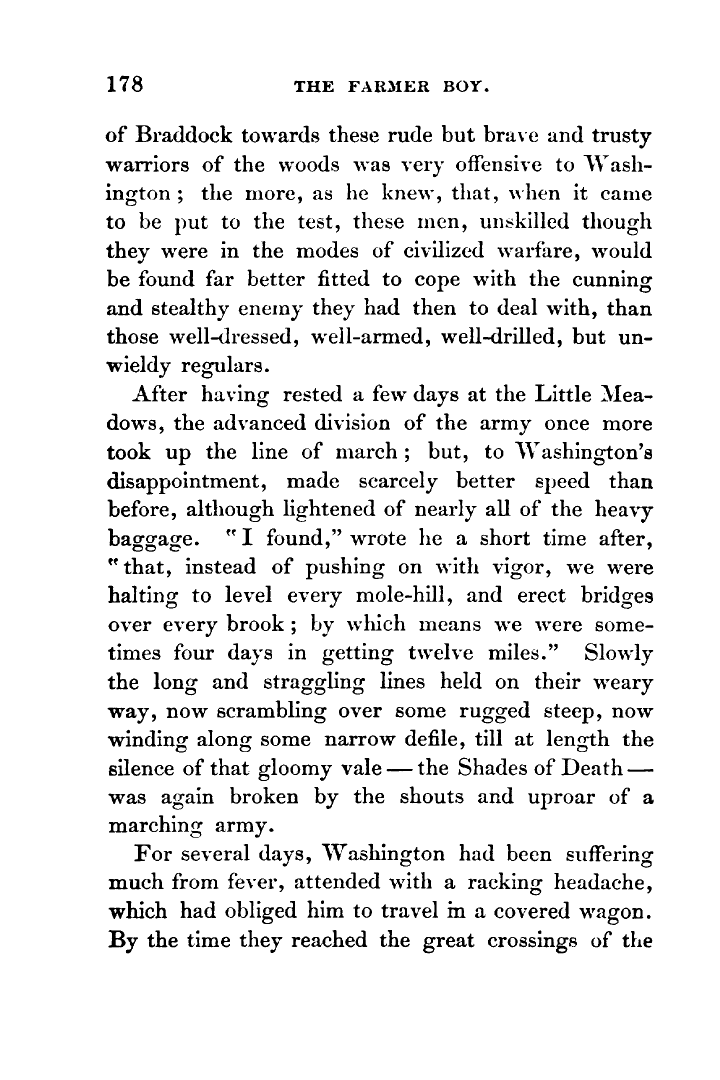 178 THE FARMER BOY.
of Braddock towards these rude but brave and trusty
warriors of the woods was very offensive to Wash-
ington ; the more, as he knew, that, when it came
to be put to the test, these men, unskilled though
they were in the modes of civilized warfare, would
be found far better fitted to cope with the cunning
and stealthy enemy they had then to deal with, than
those well-dressed, well-armed, well-drilled, but un-
wieldy regulars.
After having rested a few days at the Little Mea-
dows, the advanced division of the army once more
took up the line of march ; but, to Washington's
disappointment, made scarcely better speed than
before, although lightened of nearly all of the heavy
baggage. "I found," wrote he a short time after,
"that, instead of pushing on with vigor, we were
halting to level every mole-hill, and erect bridges
over every brook ; by which means we were some-
times four days in getting twelve miles." Slowly
the long and straggling lines held on their weary
way, now scrambling over some rugged steep, now
winding along some narrow defile, till at length the
silence of that gloomy vale — the Shades of Death —
was again broken by the shouts and uproar of a
marching army.
For several days, Washington had been suffering
much from fever, attended with a racking headache,
which had obliged him to travel in a covered wagon.
By the time they reached the great crossings of the